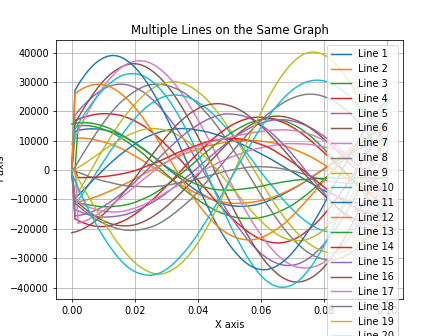 Multiple Lines on the Same Graph
40000
30000
20000
10000
0
−10000
−20000
−30000
−40000
0.00
0.02
0.04
0.06
X axis
Line 1
Line 2
Line 3
Line 4
Line 5
Line 6
Line 7
Line 8
Line 9
Line 10
Line 11
Line 12
Line 13
Line 14
Line 15
Line 16
Line 17
Line 18
Line 19